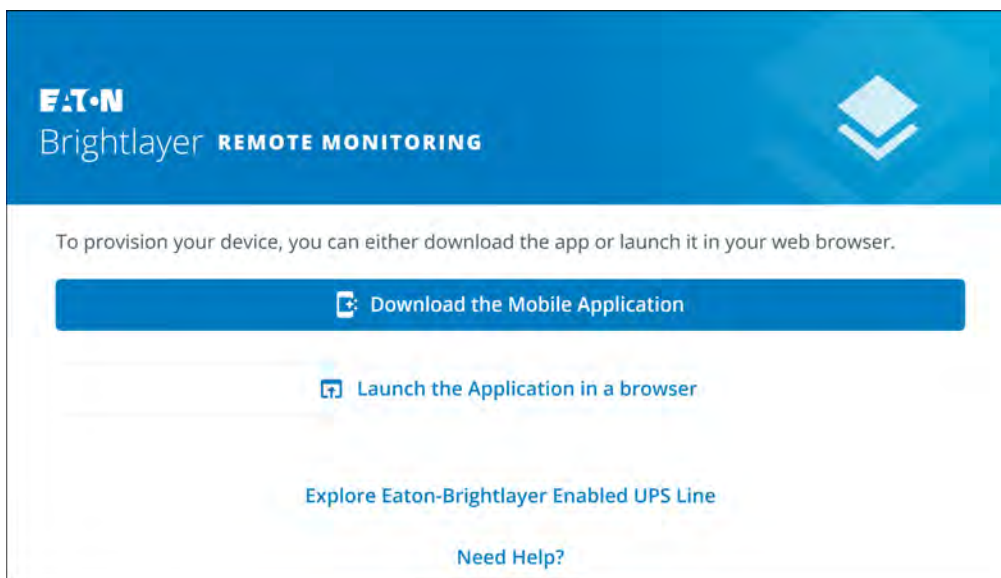 EATON
Brightlayer REMOTE MONITORING
To provision your device, you can either download the app or launch it in your web browser.
Download the Mobile Application
Launch the Application in a browser
Explore Eaton-Brightlayer Enabled UPS Line
Need Help?